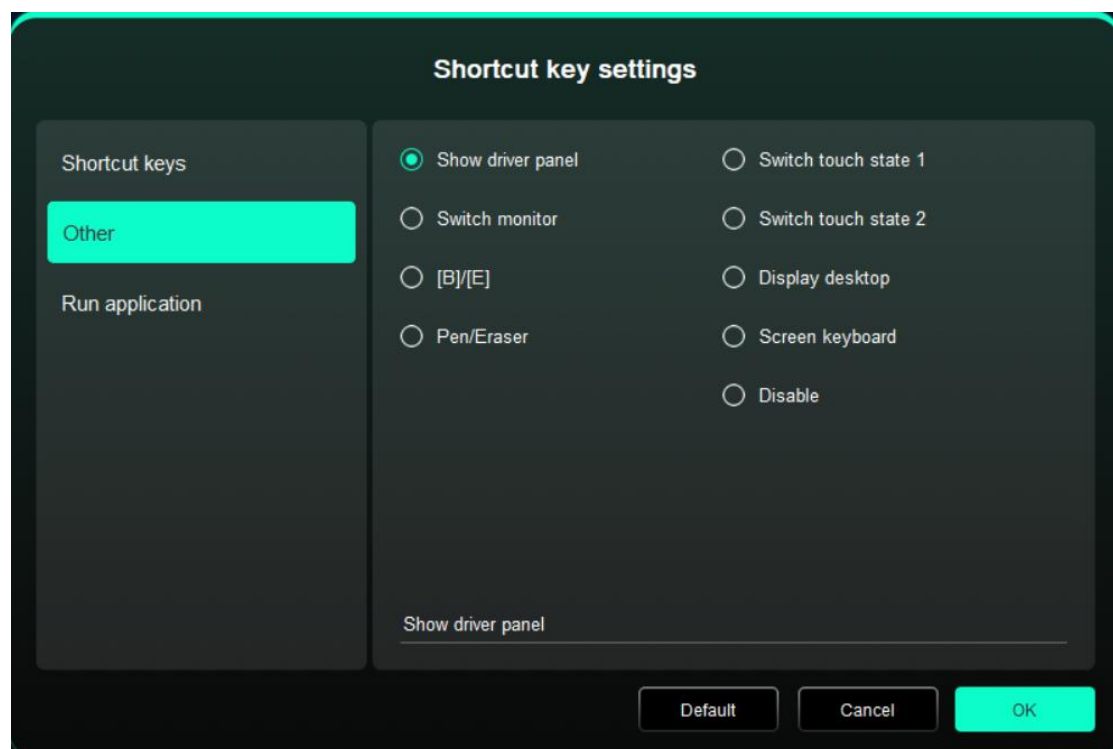 Shortcut key settings
Shortcut keys
Other
Run application
Show driver panel
Switch monitor
[B]/[E]
Pen/Eraser
Switch touch state 1
Switch touch state 2
Display desktop
Screen keyboard
Disable
Show driver panel
Default
Cancel
OK